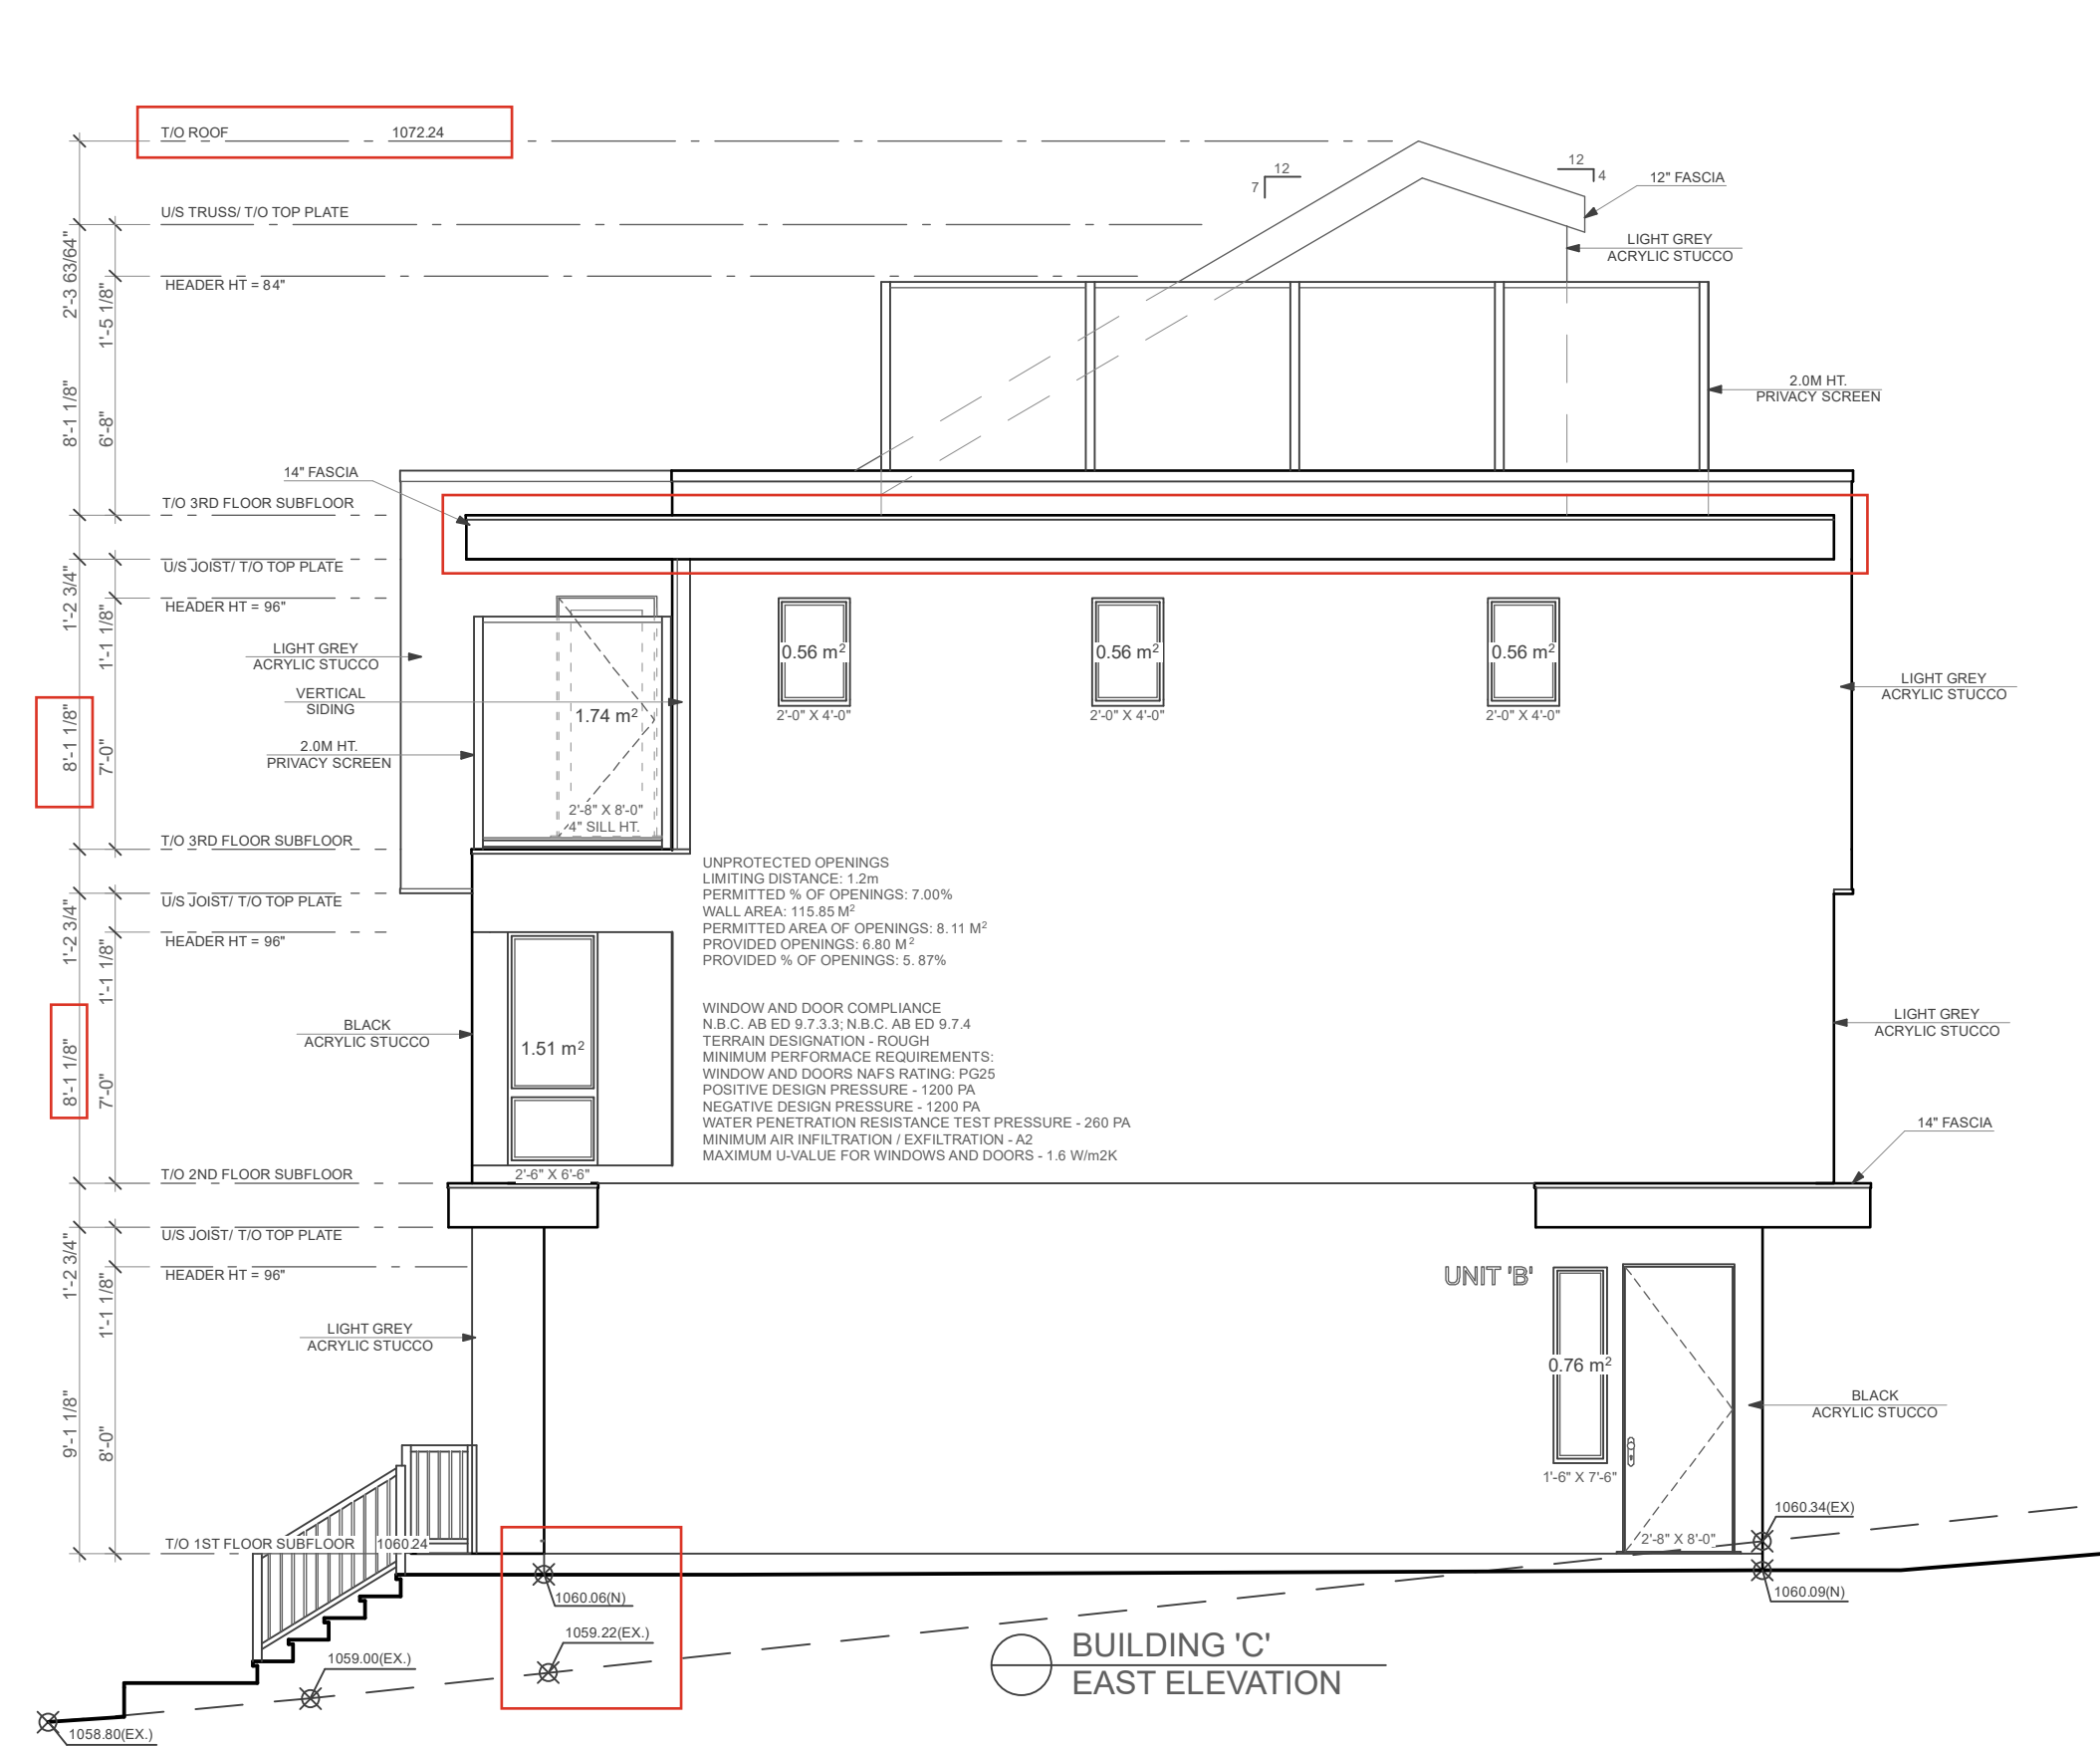 T/O ROOF 1072.24
12
7
12
4
12" FASCIA
U/S TRUSS/ T/O TOP PLATE
LIGHT GREY
ACRYLIC STUCCO
2'-3 63/64"
HEADER HT = 84"
1'-5 1/8"
8'-1 1/8"
6'-8"
2.0M HT.
PRIVACY SCREEN
14" FASCIA
T/O 3RD FLOOR SUBFLOOR
U/S JOIST/ T/O TOP PLATE
1'-2 3/4"
HEADER HT = 96"
1'-1 1/8"
LIGHT GREY
ACRYLIC STUCCO
0.56 m²
0.56 m²
0.56 m²
VERTICAL
SIDING
1.74 m²
2'-0" X 4'-0"
2'-0" X 4'-0"
2'-0" X 4'-0"
LIGHT GREY
ACRYLIC STUCCO
8'-1 1/8"
7'-0"
2.0M HT.
PRIVACY SCREEN
2'-8" X 8'-0"
4" SILL HT.
T/O 3RD FLOOR SUBFLOOR
U/S JOIST/ T/O TOP PLATE
1'-2 3/4"
HEADER HT = 96"
1'-1 1/8"
UNPROTECTED OPENINGS
LIMITING DISTANCE: 1.2m
PERMITTED % OF OPENINGS: 7.00%
WALL AREA: 115.85 M²
PERMITTED AREA OF OPENINGS: 8.11 M²
PROVIDED OPENINGS: 6.80 M²
PROVIDED % OF OPENINGS: 5.87%
WINDOW AND DOOR COMPLIANCE
N.B.C. AB ED 9.7.3.3; N.B.C. AB ED 9.7.4
TERRAIN DESIGNATION - ROUGH
MINIMUM PERFORMACE REQUIREMENTS:
WINDOW AND DOORS NAFS RATING: PG25
POSITIVE DESIGN PRESSURE - 1200 PA
NEGATIVE DESIGN PRESSURE - 1200 PA
WATER PENETRATION RESISTANCE TEST PRESSURE - 260 PA
MINIMUM AIR INFILTRATION / EXFILTRATION - A2
MAXIMUM U-VALUE FOR WINDOWS AND DOORS - 1.6 W/m2K
BLACK
ACRYLIC STUCCO
1.51 m²
LIGHT GREY
ACRYLIC STUCCO
8'-1 1/8"
7'-0"
14" FASCIA
T/O 2ND FLOOR SUBFLOOR
2'-6" X 6'-6"
U/S JOIST/ T/O TOP PLATE
1'-2 3/4"
HEADER HT = 96"
1'-1 1/8"
UNIT 'B'
LIGHT GREY
ACRYLIC STUCCO
0.76 m²
BLACK
ACRYLIC STUCCO
9'-1 1/8"
8'-0"
1'-6" X 7'-6"
1060.34(EX)
T/O 1ST FLOOR SUBFLOOR 1060.24
2'-8" X 8'-0"
1060.06(N)
1060.09(N)
1059.22(EX.)
1059.00(EX.)
BUILDING 'C'
EAST ELEVATION
1058.80(EX.)